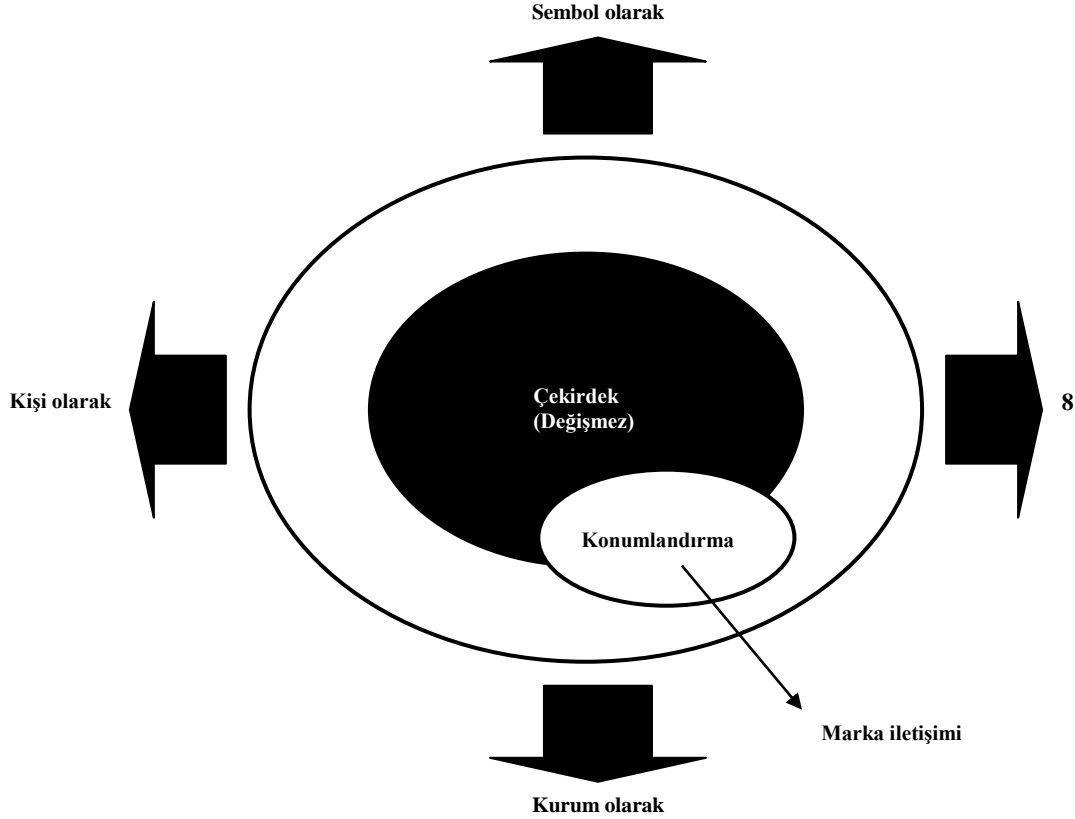 Sembol olarak
Kişi olarak
Çekirdek
(Değişmez)
8
Konumlandırma
Marka iletişimi
Kurum olarak